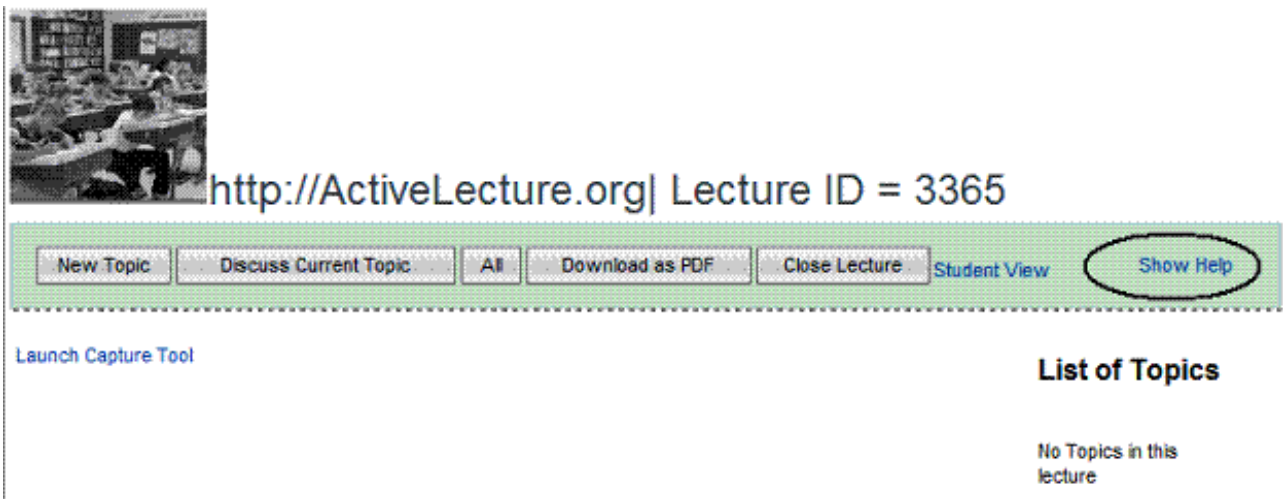 http://ActiveLecture.org| Lecture ID = 3365
New Topic Discuss Current Topic All Download as PDF Close Lecture Student View Show Help
Launch Capture Tool
List of Topics
No Topics in this
lecture